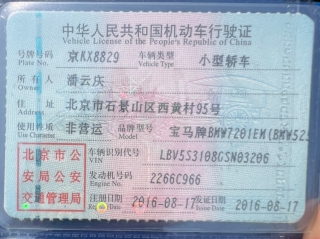 中华人民共和国机动车行驶证
Vehicle License of the People's Republic of China
号牌号码 京KX8829 车辆类型 小型轿车
Plate No. Vehicle Type
所有人 潘云庆
Owner
住址 北京市石景山区西黄村95号
Address
使用性质 非营运 品牌型号 宝马牌BMW7201EM(BMW525
Use Character Model
北京市公
安局公安
交通管理局
车辆识别代号 LBV5S3108GSN03206
VIN
发动机号码 2266C966
Engine No.
注册日期 2016-08-17 发证日期 2016-08-17
Register Date Issue Date